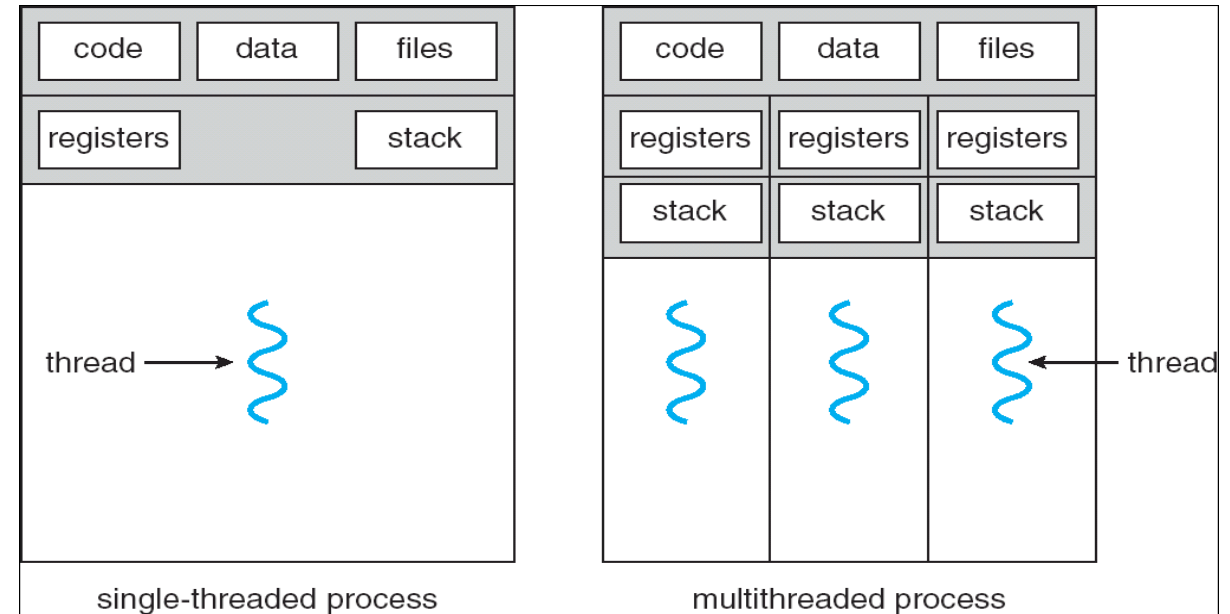 code data files
registers stack
thread
single-threaded process
code data files
registers registers registers
stack stack stack
thread
multithreaded process